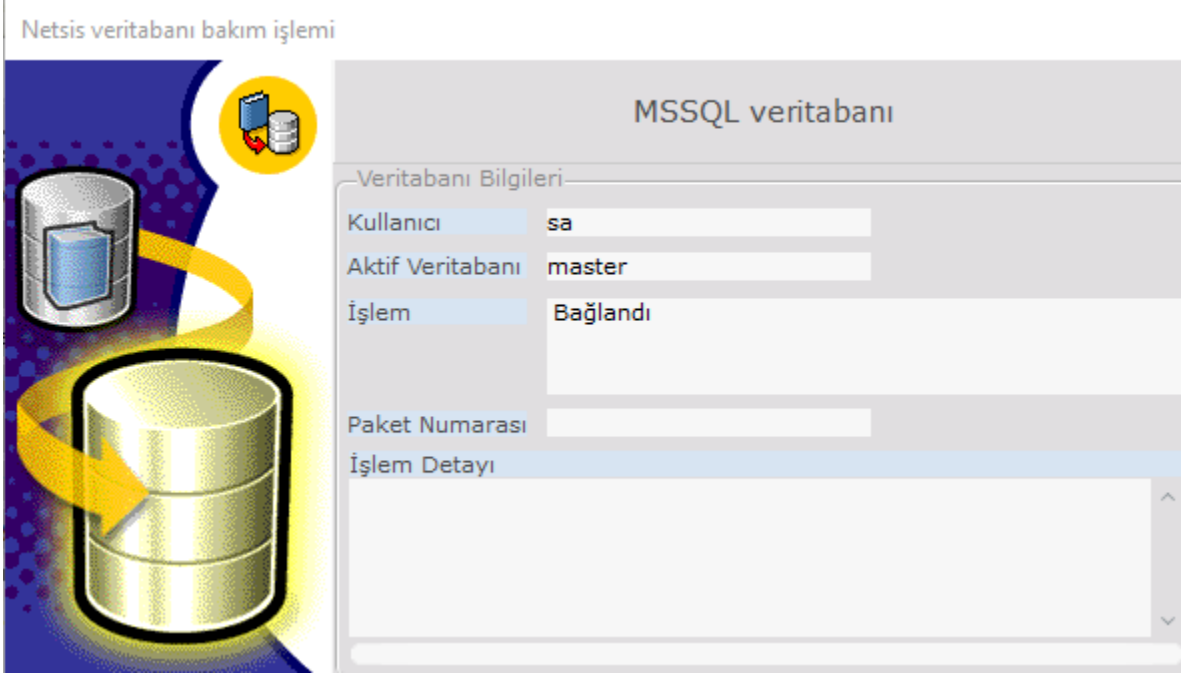 Netsis veritabanı bakım işlemi
MSSQL veritabanı
Veritabanı Bilgileri
Kullanıcı sa
Aktif Veritabanı master
İşlem Bağlandı
Paket Numarası
İşlem Detayı